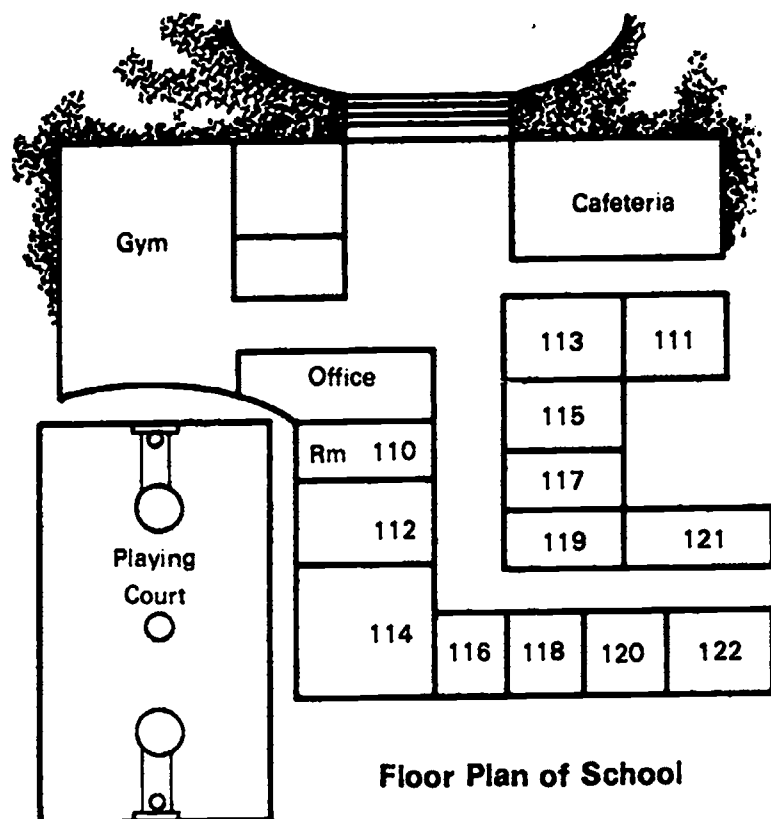 Cafeteria
Gym
113 111
Office
115
Rm 110
117
112
119 121
Playing
Court
114 116 118 120 122
Floor Plan of School